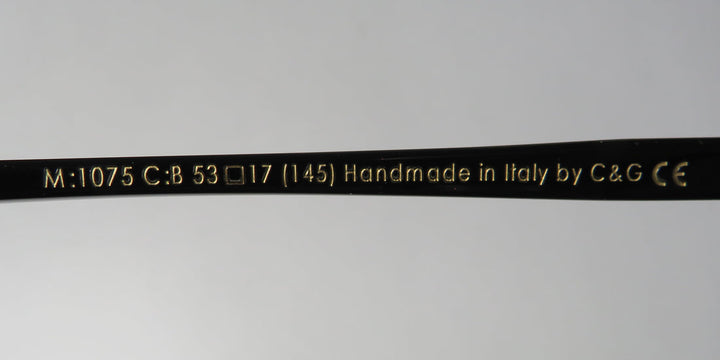 M:1075 C:B 53□17 (145) Handmade in Italy by C&G CE